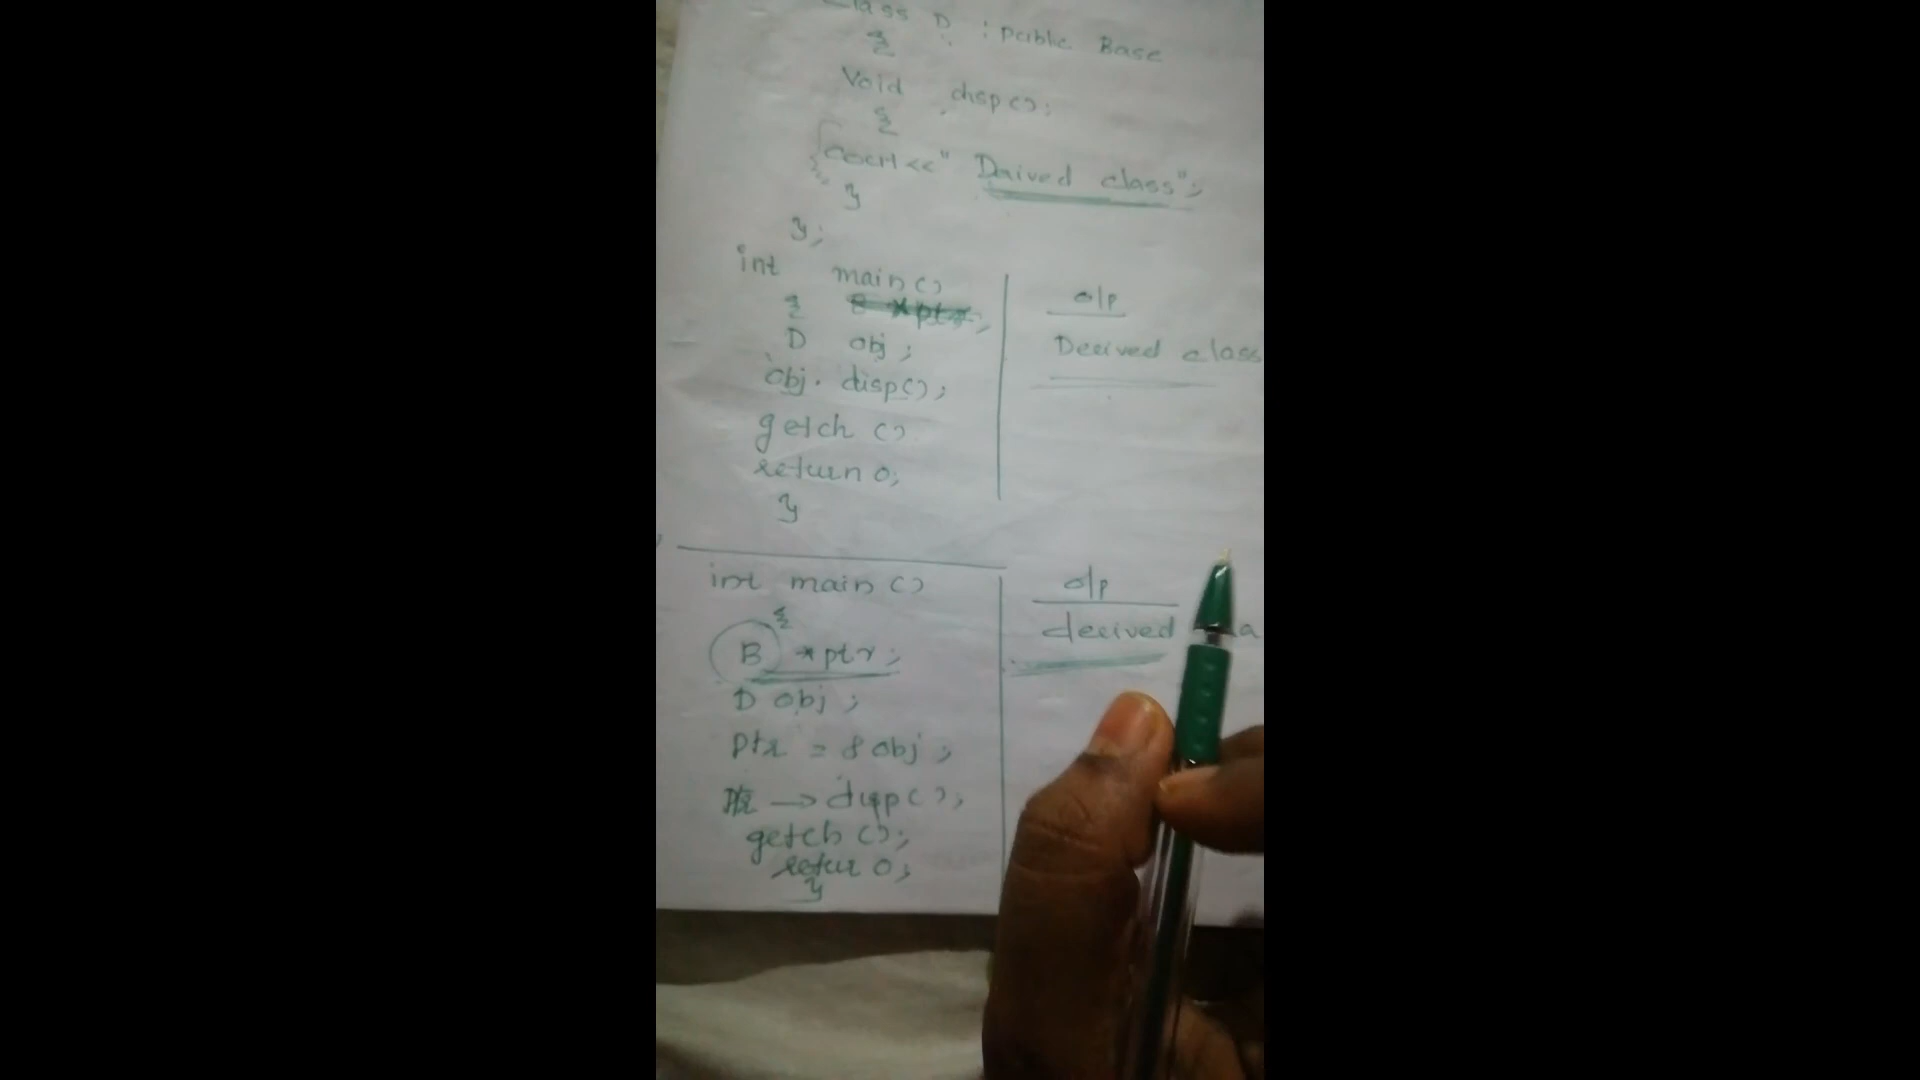 class D : public Base
{
void disp();
{
cout<<" Derived class";
}
};
int main()
{
D obj;
obj. disp();
getch ()
return 0;
}
o/p
Derived class
int main()
{
B *ptr;
D obj;
ptr = &obj;
ptr -> disp();
getch();
retur 0;
}
o/p
derived